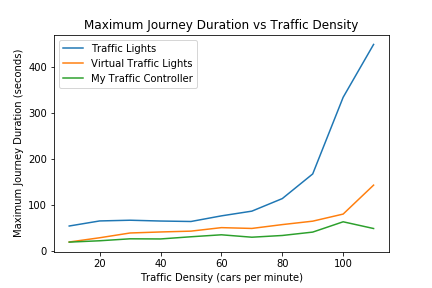 Maximum Journey Duration vs Traffic Density
Traffic Lights
Virtual Traffic Lights
My Traffic Controller
Maximum Journey Duration (seconds)
400
300
200
100
0
20 40 60 80 100
Traffic Density (cars per minute)